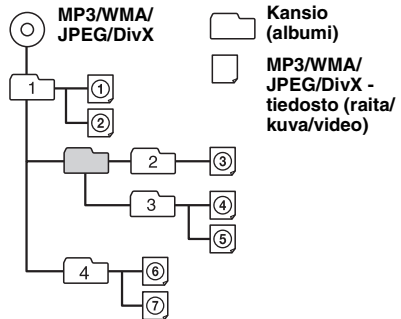 MP3/WMA/
JPEG/DivX
Kansio
(albumi)
MP3/WMA/
JPEG/DivX -
tiedosto (raita/
kuva/video)
1
①
②
2
③
3
④
⑤
4
⑥
⑦